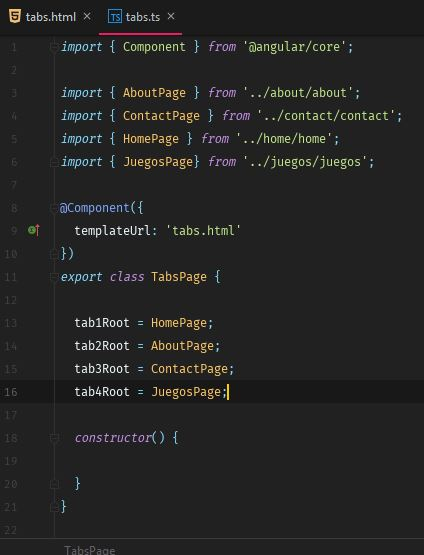 tabs.html × TS tabs.ts ×
1 import { Component } from '@angular/core';
2
3 import { AboutPage } from '../about/about';
4 import { ContactPage } from '../contact/contact';
5 import { HomePage } from '../home/home';
6 import { JuegosPage} from '../juegos/juegos';
7
8 @Component({
9 templateUrl: 'tabs.html'
10 })
11 export class TabsPage {
12
13 tab1Root = HomePage;
14 tab2Root = AboutPage;
15 tab3Root = ContactPage;
16 tab4Root = JuegosPage;
17
18 constructor() {
19
20 }
21 }
22
TabsPage